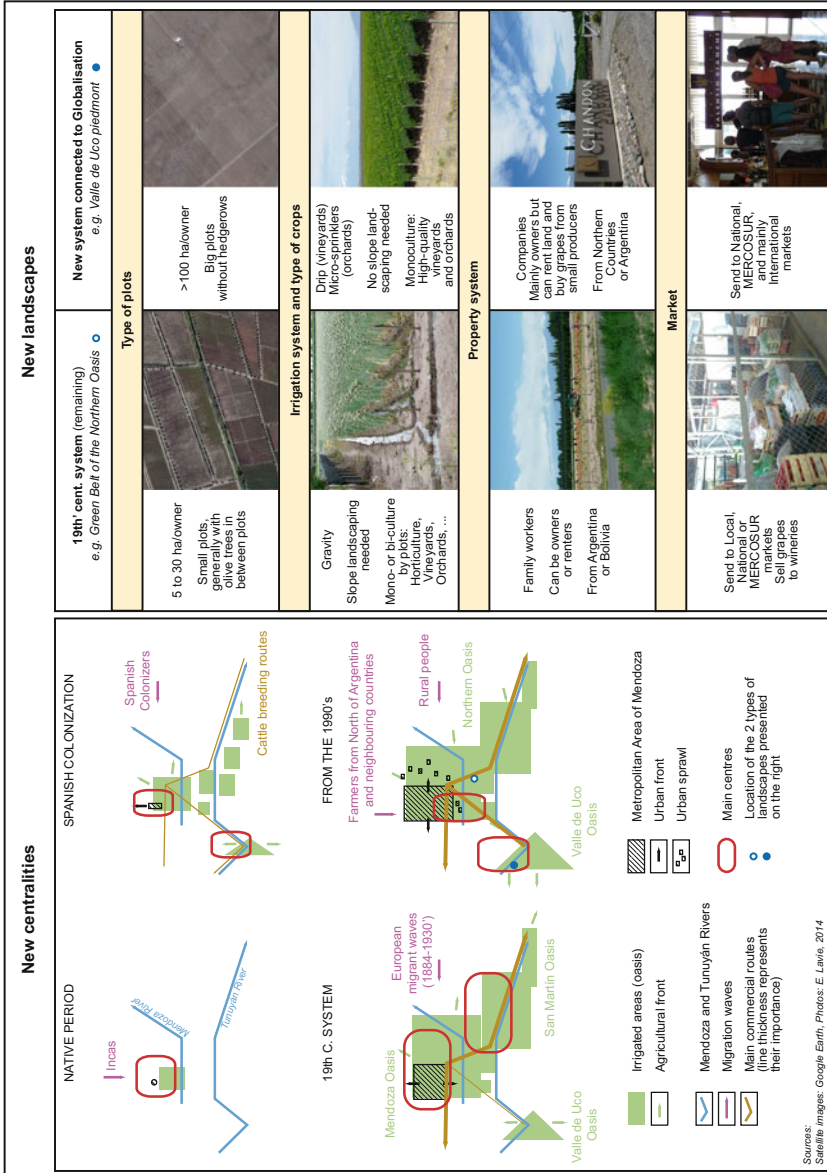 New centralities
NATIVE PERIOD
Incas
Mendoza River
Tunuyán River
SPANISH COLONIZATION
Spanish
Colonizers
Cattle breeding routes
19th C. SYSTEM
European
migrant waves
(1884-1930')
Mendoza Oasis
San Martín Oasis
Valle de Uco
Oasis
FROM THE 1990's
Farmers from North of Argentina
and neighbouring countries
Rural people
Northern Oasis
Valle de Uco
Oasis
Irrigated areas (oasis)
Agricultural front
Mendoza and Tunuyán Rivers
Migration waves
Main commercial routes
(line thickness represents
their importance)
Metropolitan Area of Mendoza
Urban front
Urban sprawl
Main centres
Location of the 2 types of
landscapes presented
on the right
Sources:
Satellite images: Google Earth, Photos: E. Lavie, 2014
New landscapes
19th' cent. system (remaining)
e.g. Green Belt of the Northern Oasis
New system connected to Globalisation
e.g. Valle de Uco piedmont
Type of plots
5 to 30 ha/owner
Small plots,
generally with
olive trees in
between plots
>100 ha/owner
Big plots
without hedgerows
Irrigation system and type of crops
Gravity
Slope landscaping
needed
Mono- or bi-culture
by plots:
Horticulture,
Vineyards,
Orchards, ...
Drip (vineyards)
Micro-sprinklers
(orchards)
No slope land-
scaping needed
Monoculture:
High-quality
vineyards
and orchards
Property system
Family workers
Can be owners
or renters
From Argentina
or Bolivia
Companies
Mainly owners but
can rent land and
buy grapes from
small producers
From Northern
Countries
or Argentina
CHANDON
Market
Send to Local,
National or
MERCOSUR
markets
Sell grapes
to wineries
Send to National,
MERCOSUR,
and mainly
International
markets